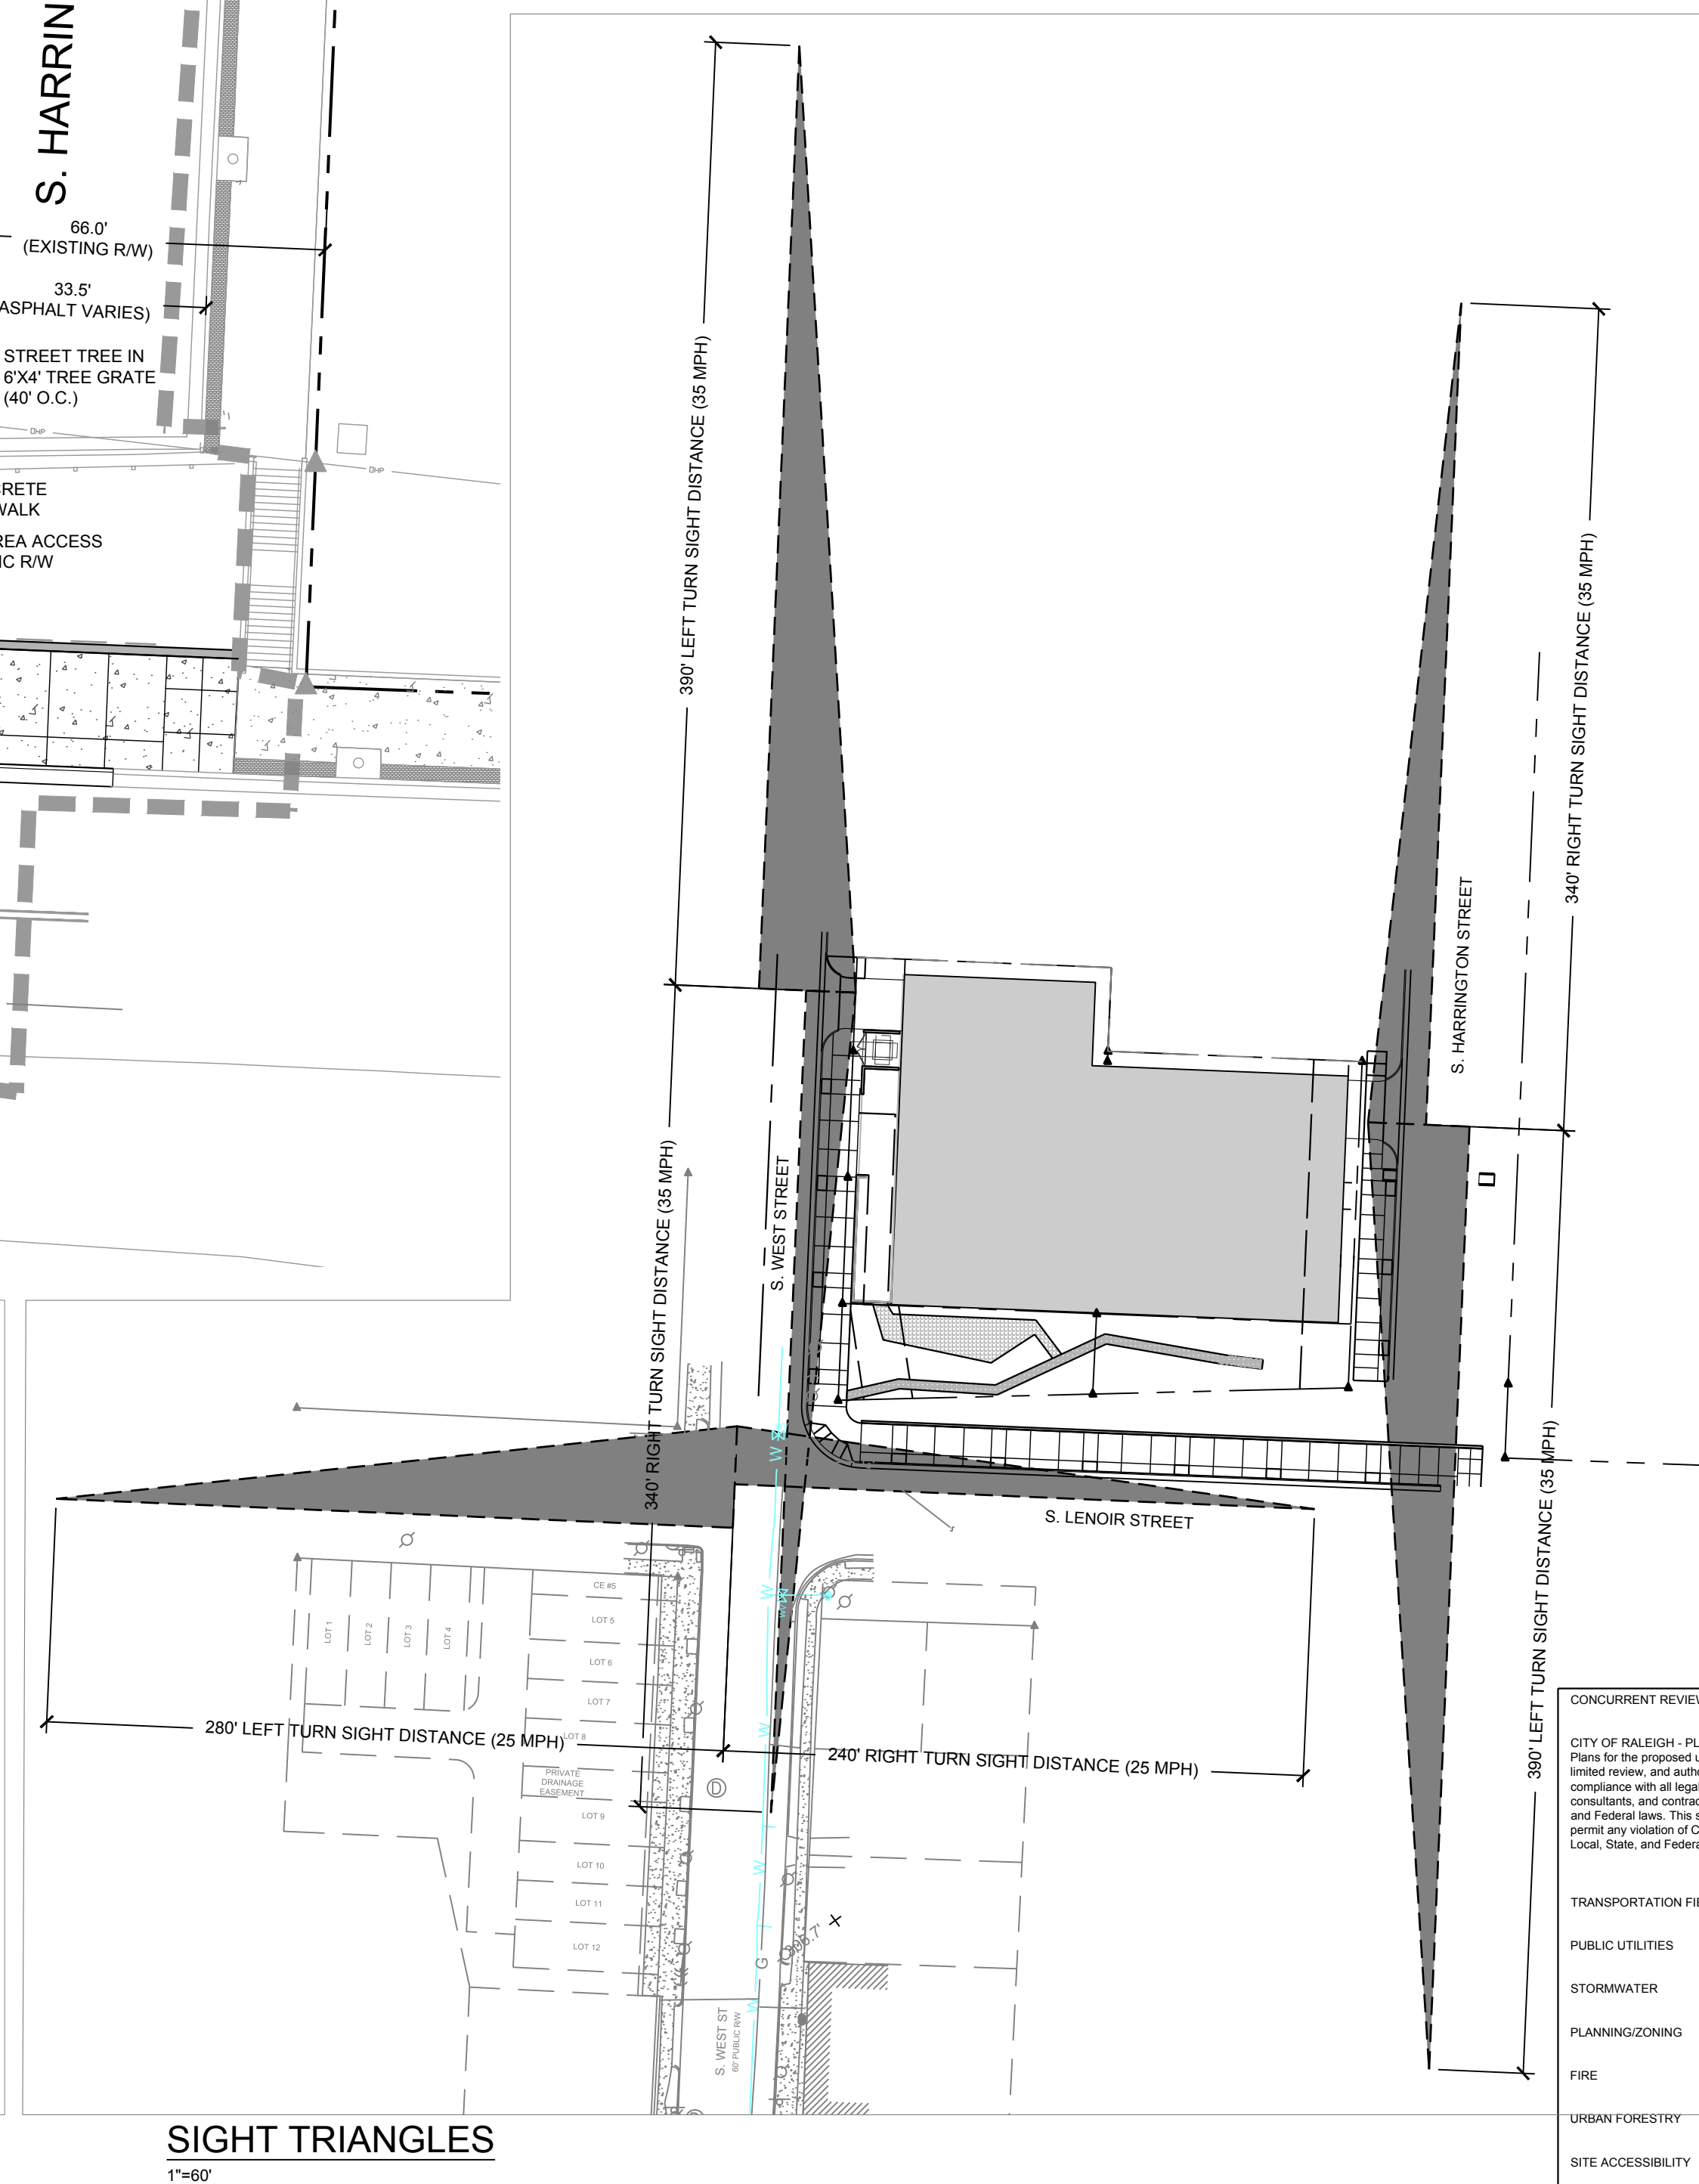 S. HARRIN
66.0'
(EXISTING R/W)
33.5'
ASPHALT VARIES)
STREET TREE IN
6'X4' TREE GRATE
(40' O.C.)
OHP
OHP
CRETE
WALK
REA ACCESS
IC R/W
390' LEFT TURN SIGHT DISTANCE (35 MPH)
340' RIGHT TURN SIGHT DISTANCE (35 MPH)
S. HARRINGTON STREET
340' RIGHT TURN SIGHT DISTANCE (35 MPH)
S. WEST STREET
390' LEFT TURN SIGHT DISTANCE (35 MPH)
S. LENOIR STREET
W
W
W
W
W
W
G
CE #5
LOT 1
LOT 2
LOT 3
LOT 4
LOT 5
LOT 6
LOT 7
LOT 8
280' LEFT TURN SIGHT DISTANCE (25 MPH)
240' RIGHT TURN SIGHT DISTANCE (25 MPH)
PRIVATE
DRAINAGE
EASEMENT
D
LOT 9
LOT 10
LOT 11
LOT 12
S. WEST ST
60' PUBLIC R/W
CONCURRENT REVIEW
CITY OF RALEIGH - PL
Plans for the proposed u
limited review, and autho
compliance with all legal
consultants, and contrac
and Federal laws. This s
permit any violation of C
Local, State, and Federa
TRANSPORTATION FIE
PUBLIC UTILITIES
STORMWATER
PLANNING/ZONING
FIRE
URBAN FORESTRY
SITE ACCESSIBILITY
SIGHT TRIANGLES
1"=60'